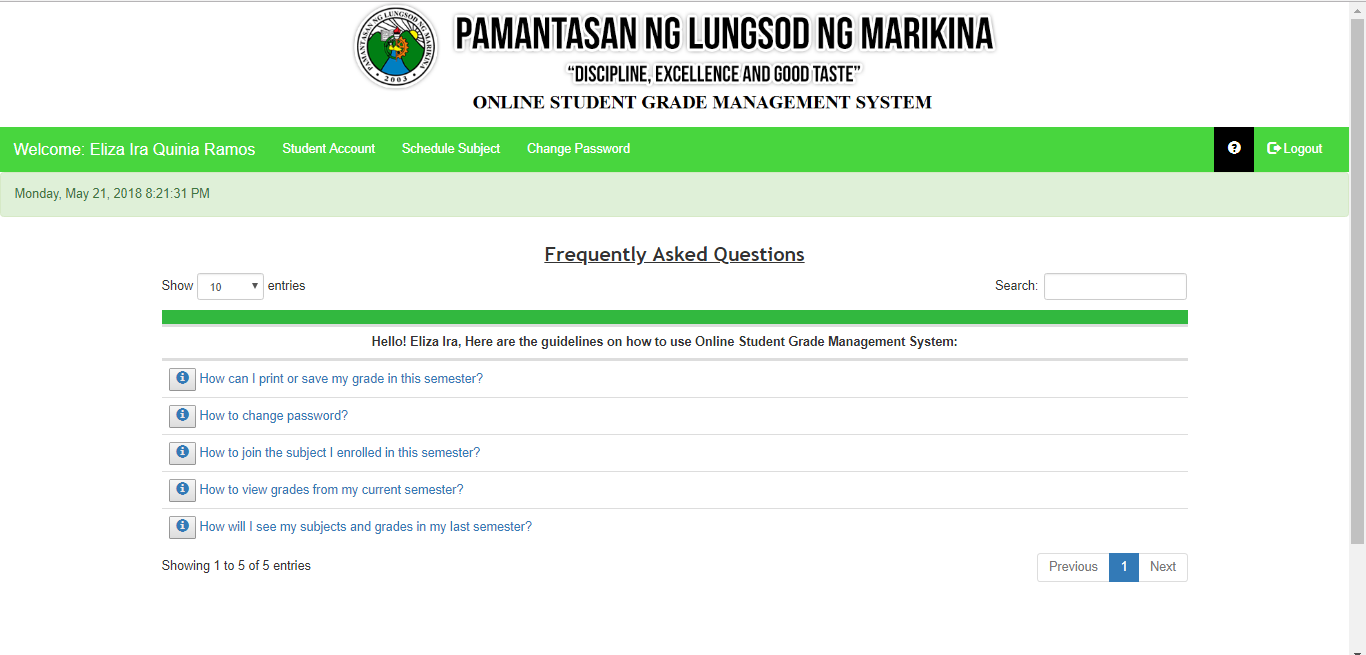 PAMANTASAN NG LUNGSOD NG MARIKINA
PAMANTASAN NG LUNGSOD NG MARIKINA
• 2003 •
“DISCIPLINE, EXCELLENCE AND GOOD TASTE”
ONLINE STUDENT GRADE MANAGEMENT SYSTEM
Welcome: Eliza Ira Quinia Ramos Student Account Schedule Subject Change Password ? Logout
Monday, May 21, 2018 8:21:31 PM
Frequently Asked Questions
Show 10 entries Search:
Hello! Eliza Ira, Here are the guidelines on how to use Online Student Grade Management System:
How can I print or save my grade in this semester?
How to change password?
How to join the subject I enrolled in this semester?
How to view grades from my current semester?
How will I see my subjects and grades in my last semester?
Showing 1 to 5 of 5 entries Previous 1 Next